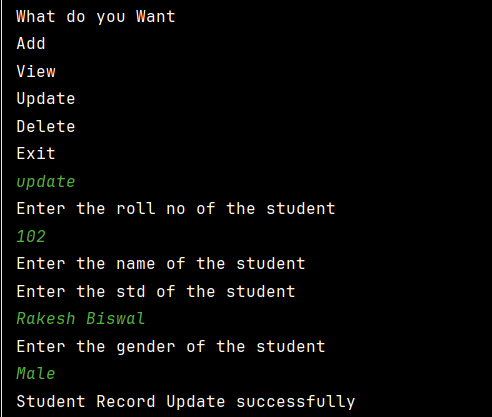 What do you Want
Add
View
Update
Delete
Exit
update
Enter the roll no of the student
102
Enter the name of the student
Enter the std of the student
Rakesh Biswal
Enter the gender of the student
Male
Student Record Update successfully